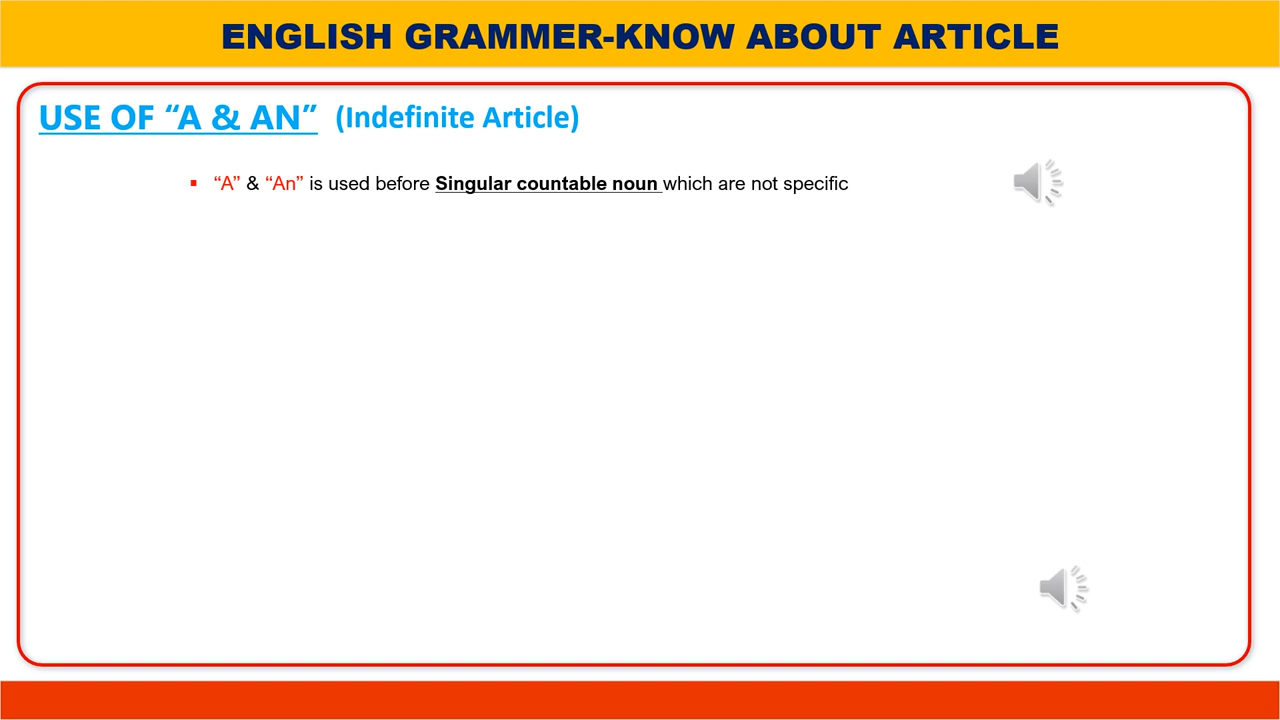 ENGLISH GRAMMER-KNOW ABOUT ARTICLE
USE OF “A & AN” (Indefinite Article)
▪ “A” & “An” is used before Singular countable noun which are not specific